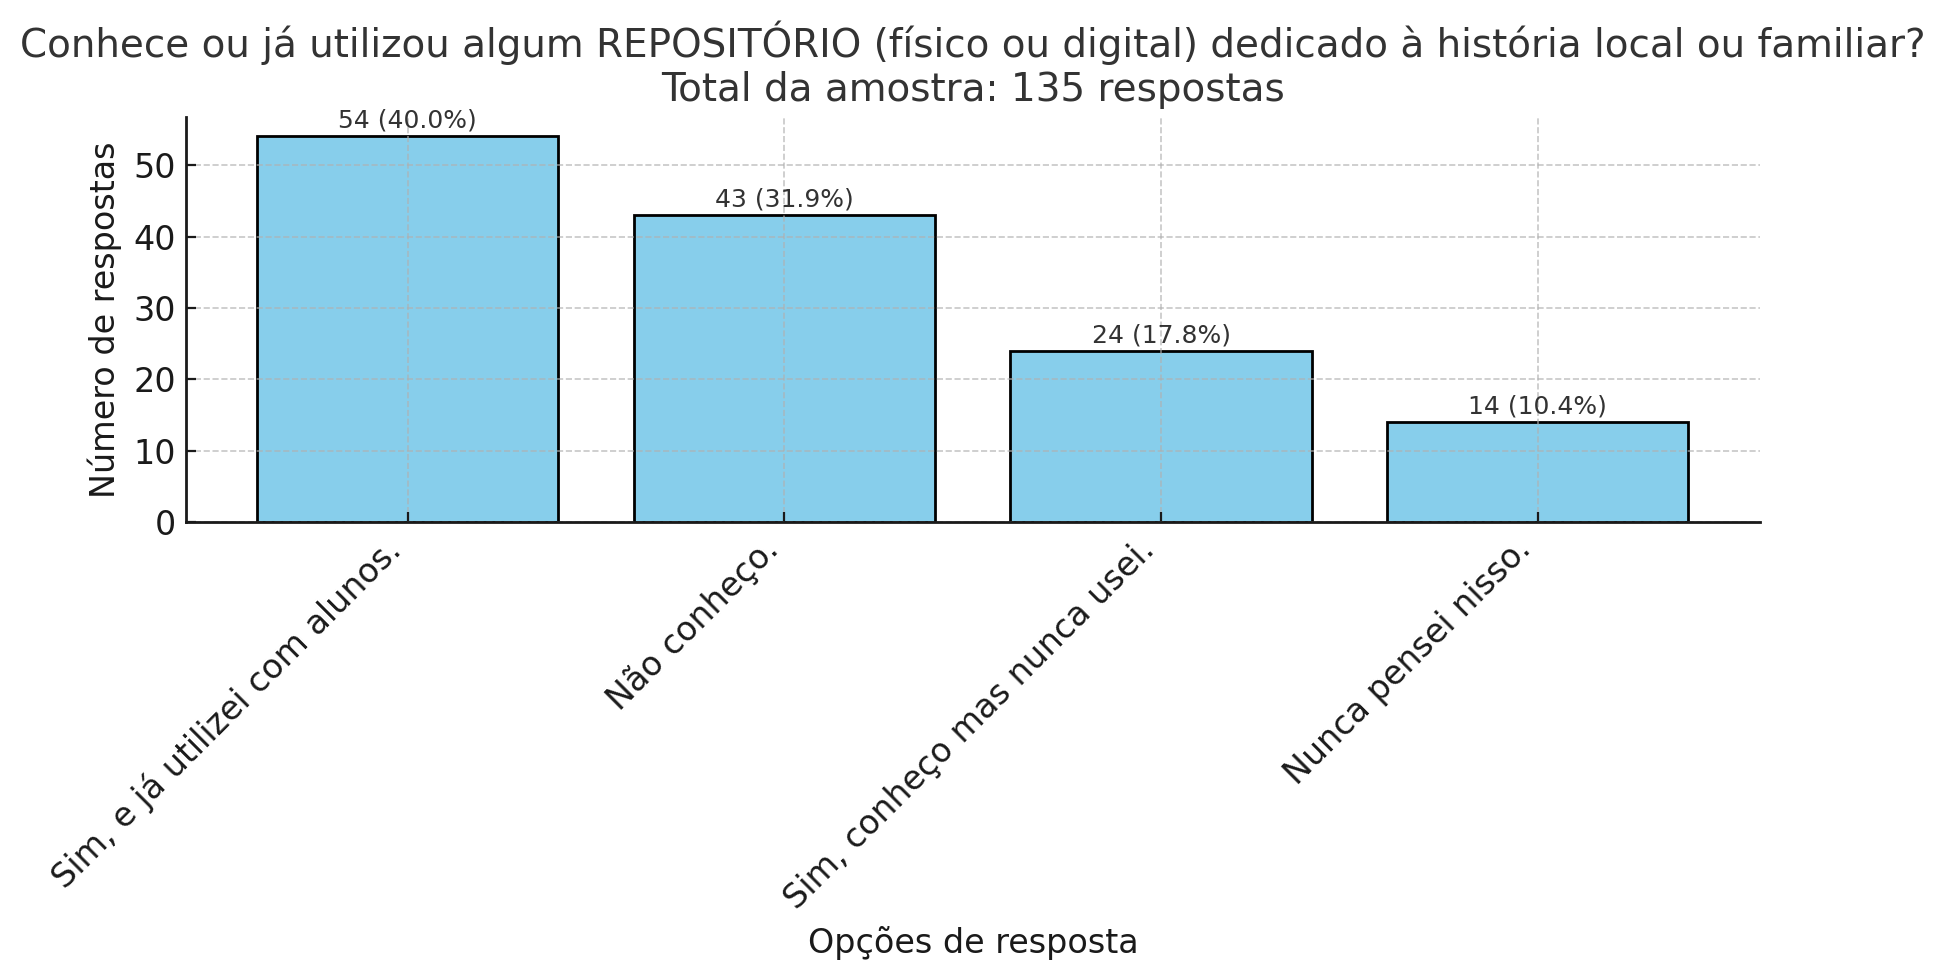 Conhece ou já utilizou algum REPOSITÓRIO (físico ou digital) dedicado à história local ou familiar?
Total da amostra: 135 respostas
54 (40.0%)
43 (31.9%)
24 (17.8%)
14 (10.4%)
Número de respostas
50
40
30
20
10
0
Sim, e já utilizei com alunos.
Não conheço.
Sim, conheço mas nunca usei.
Nunca pensei nisso.
Opções de resposta